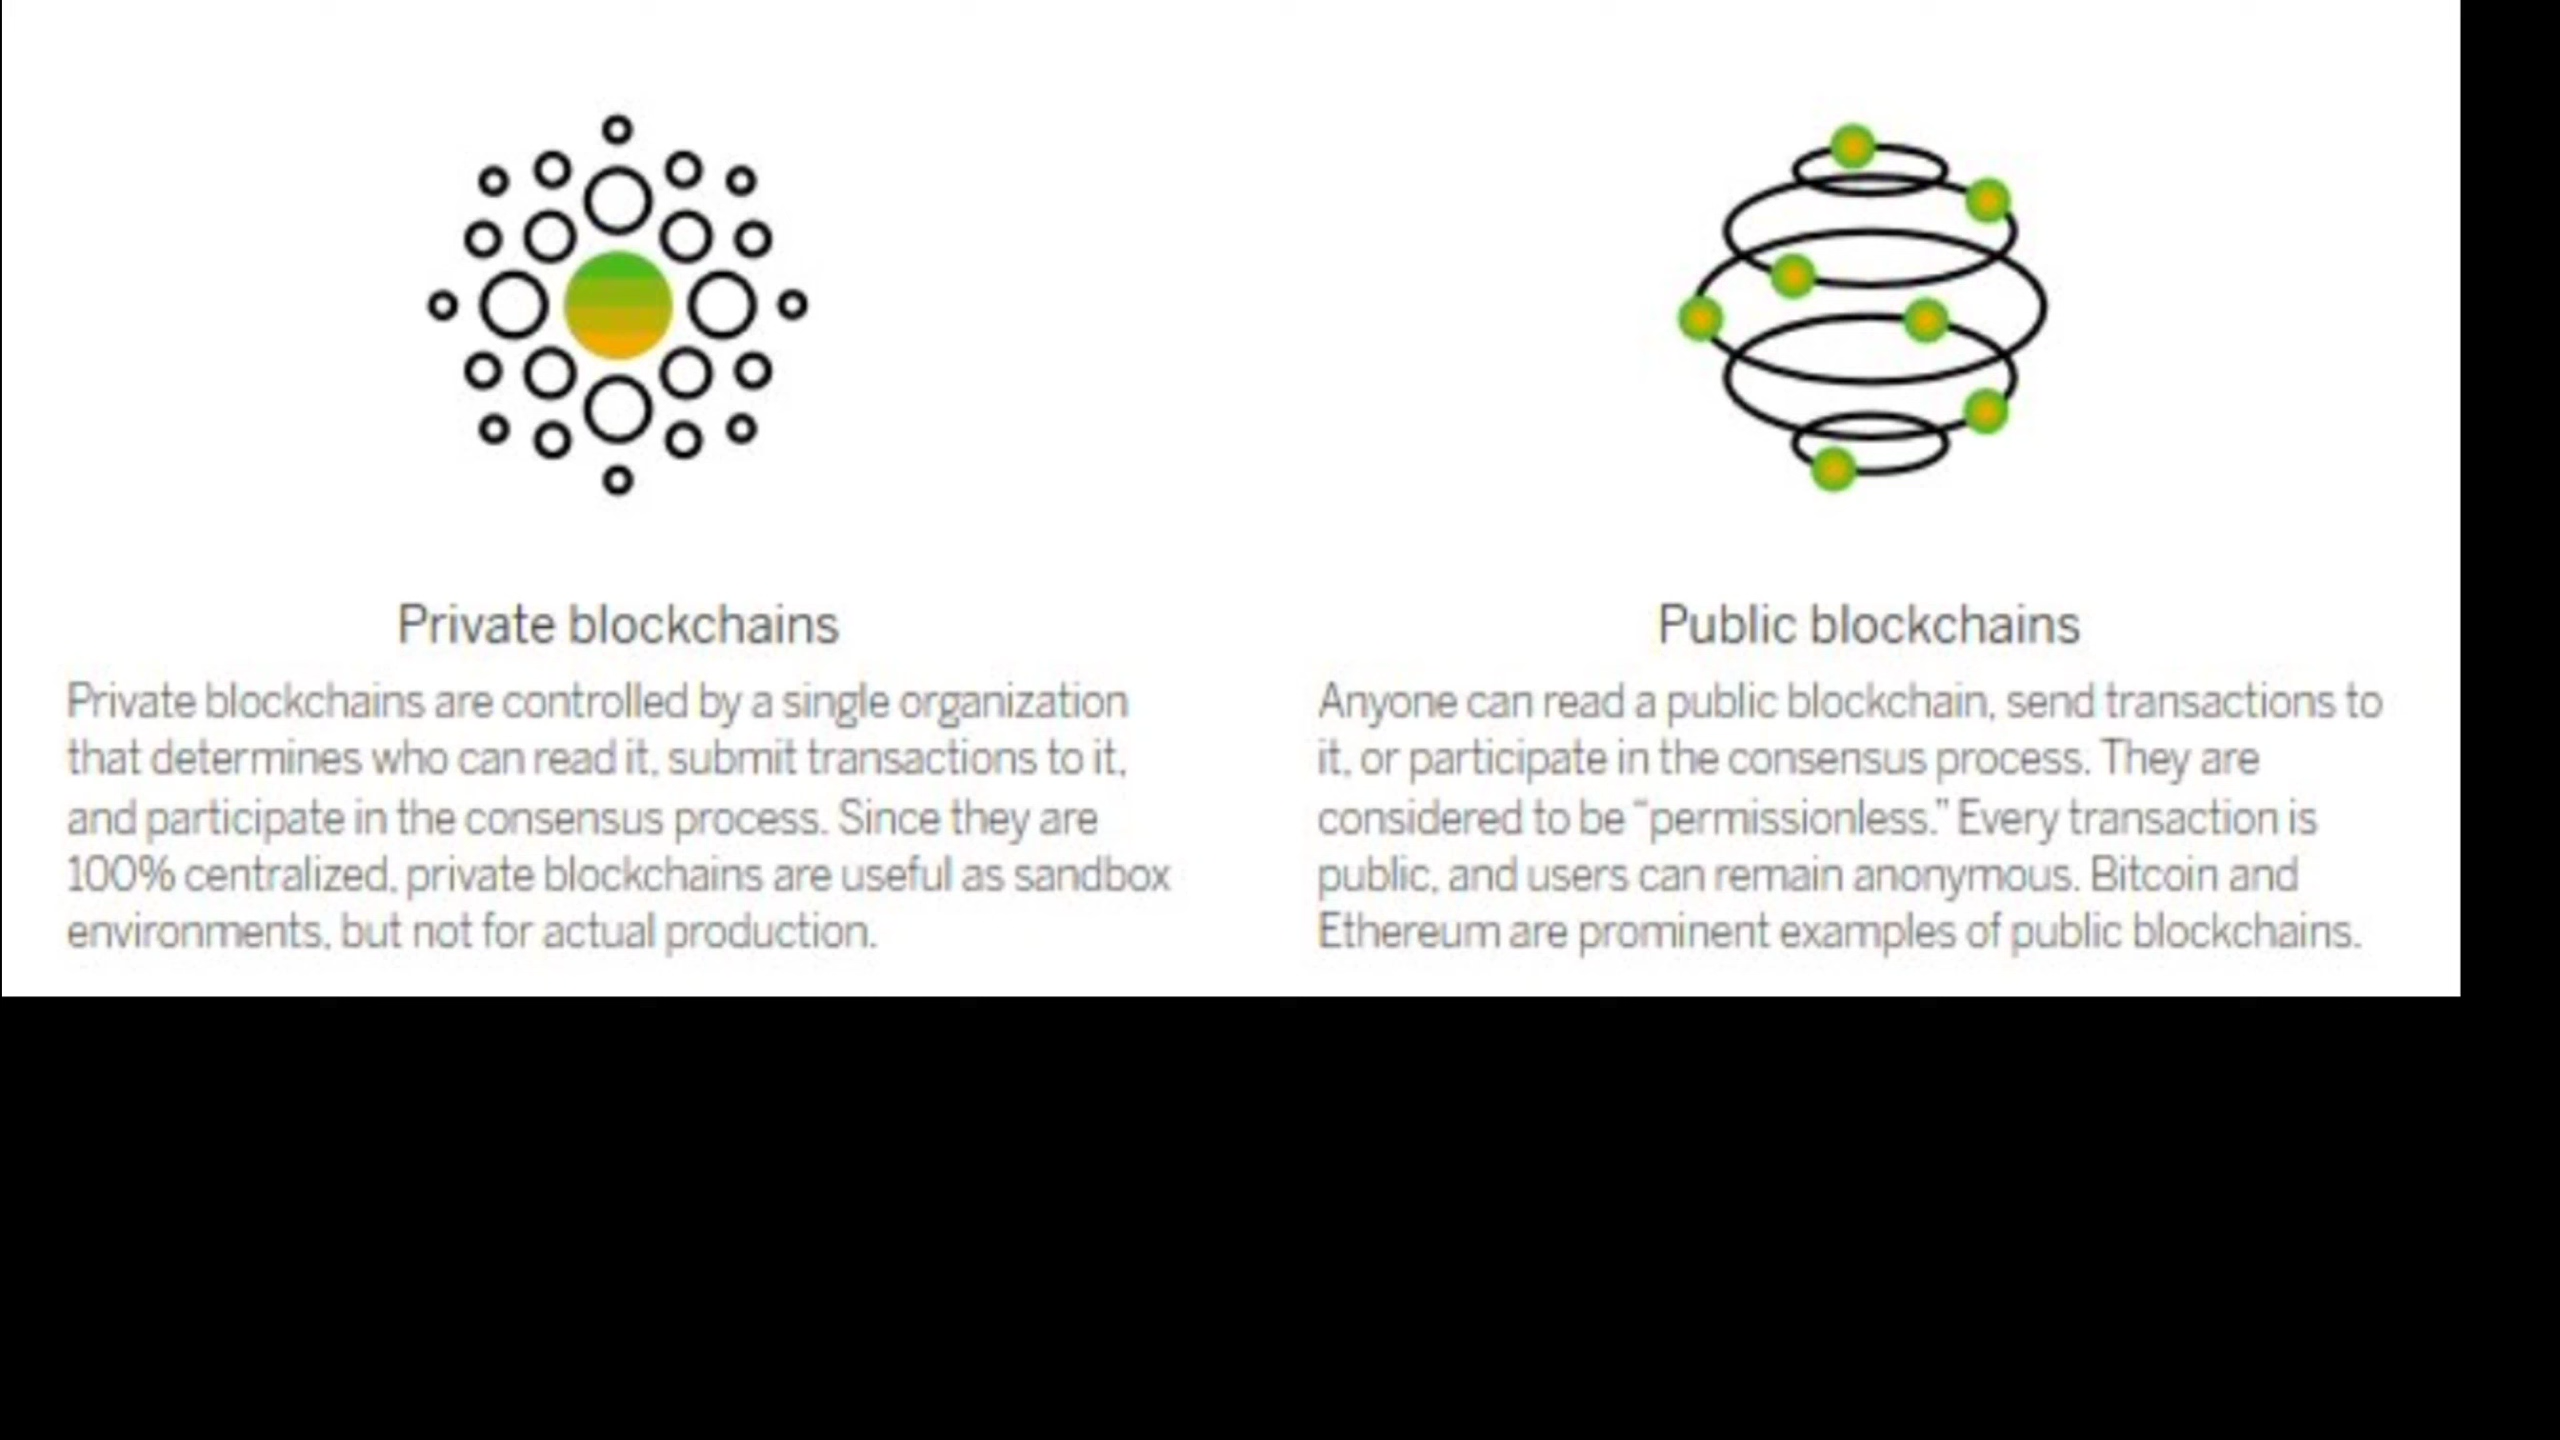 Private blockchains
Private blockchains are controlled by a single organization
that determines who can read it, submit transactions to it,
and participate in the consensus process. Since they are
100% centralized, private blockchains are useful as sandbox
environments, but not for actual production.
Public blockchains
Anyone can read a public blockchain, send transactions to
it, or participate in the consensus process. They are
considered to be “permissionless.” Every transaction is
public, and users can remain anonymous. Bitcoin and
Ethereum are prominent examples of public blockchains.